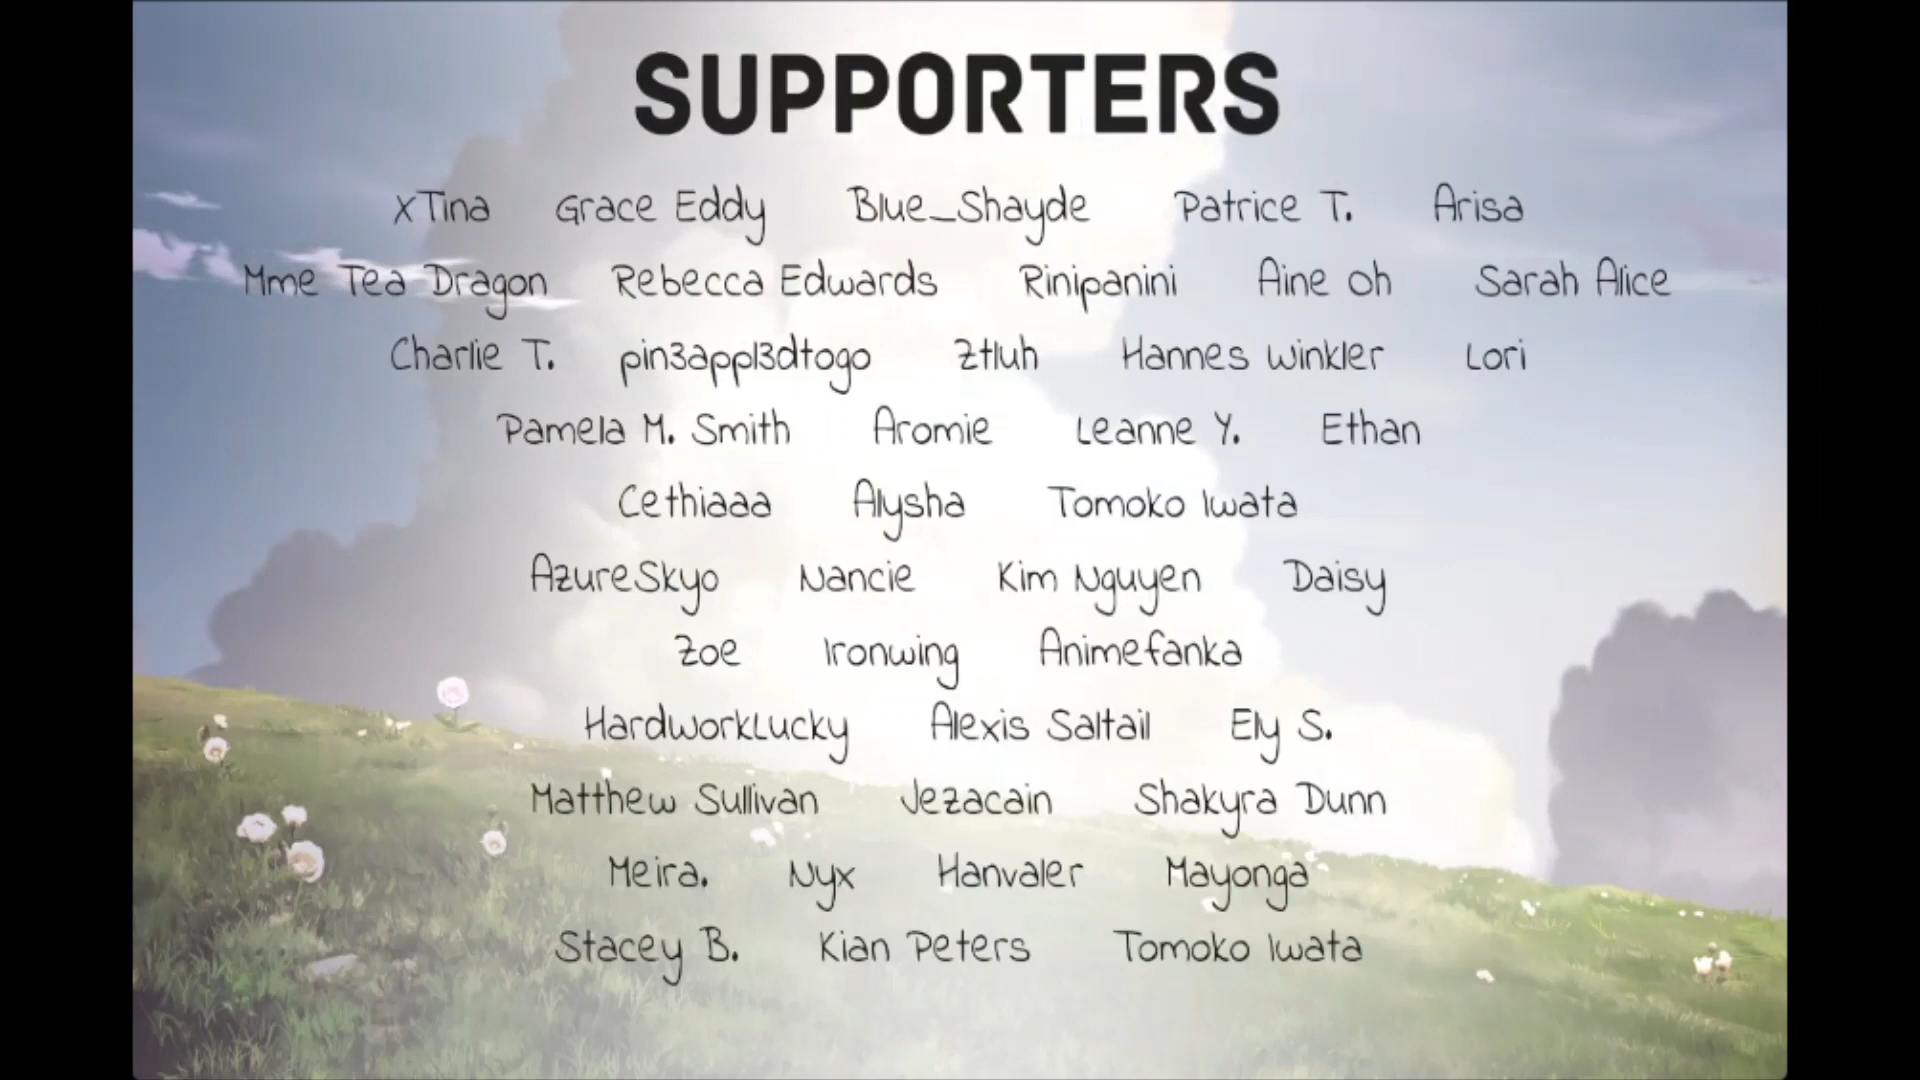 SUPPORTERS
XTina Grace Eddy Blue_Shayde Patrice T. Arisa
Mme Tea Dragon Rebecca Edwards Rinipanini Aine Oh Sarah Alice
Charlie T. pin3appl3dtogo Ztluh Hannes Winkler Lori
Pamela M. Smith Aromie Leanne Y. Ethan
Cethiaaa Alysha Tomoko Iwata
AzureSkyo Nancie Kim Nguyen Daisy
Zoe Ironwing Animefanka
HardworkLucky Alexis Saltail Ely S.
Matthew Sullivan Jezacain Shakyra Dunn
Meira. Nyx Hanvaler Mayonga
Stacey B. Kian Peters Tomoko Iwata